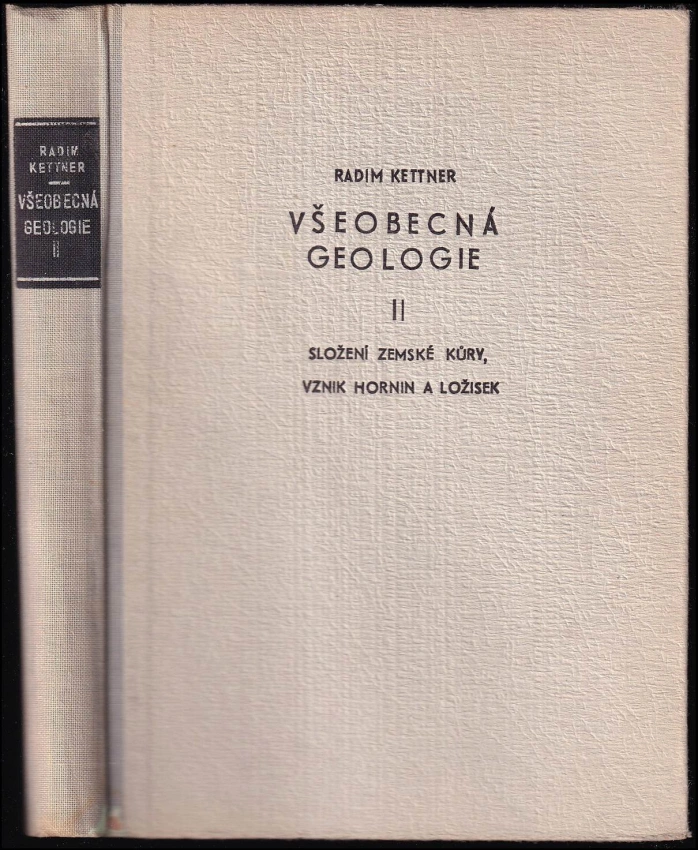 RADIM
KETTNER
VŠEOBECNÁ
GEOLOGIE
II
RADIM KETTNER
VŠEOBECNÁ
GEOLOGIE
II
SLOŽENÍ ZEMSKÉ KŮRY,
VZNIK HORNIN A LOŽISEK